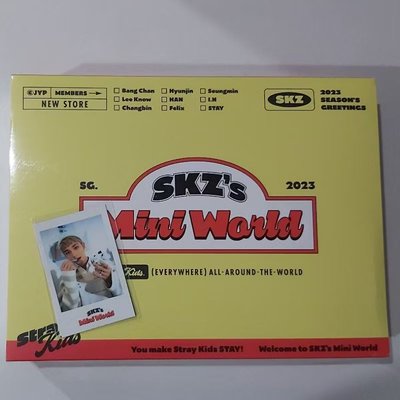 ©JYP MEMBERS
NEW STORE
Bang Chan Hyunjin Seungmin
Lee Know HAN I.N
Changbin Felix STAY
SKZ
2023
SEASON'S
GREETINGS
SG. SKZ's 2023
Mini World
Kids. (EVERYWHERE) ALL-AROUND-THE-WORLD
SKZ's
Mini World
Stray
Kids
You make Stray Kids STAY! Welcome to SKZ's Mini World